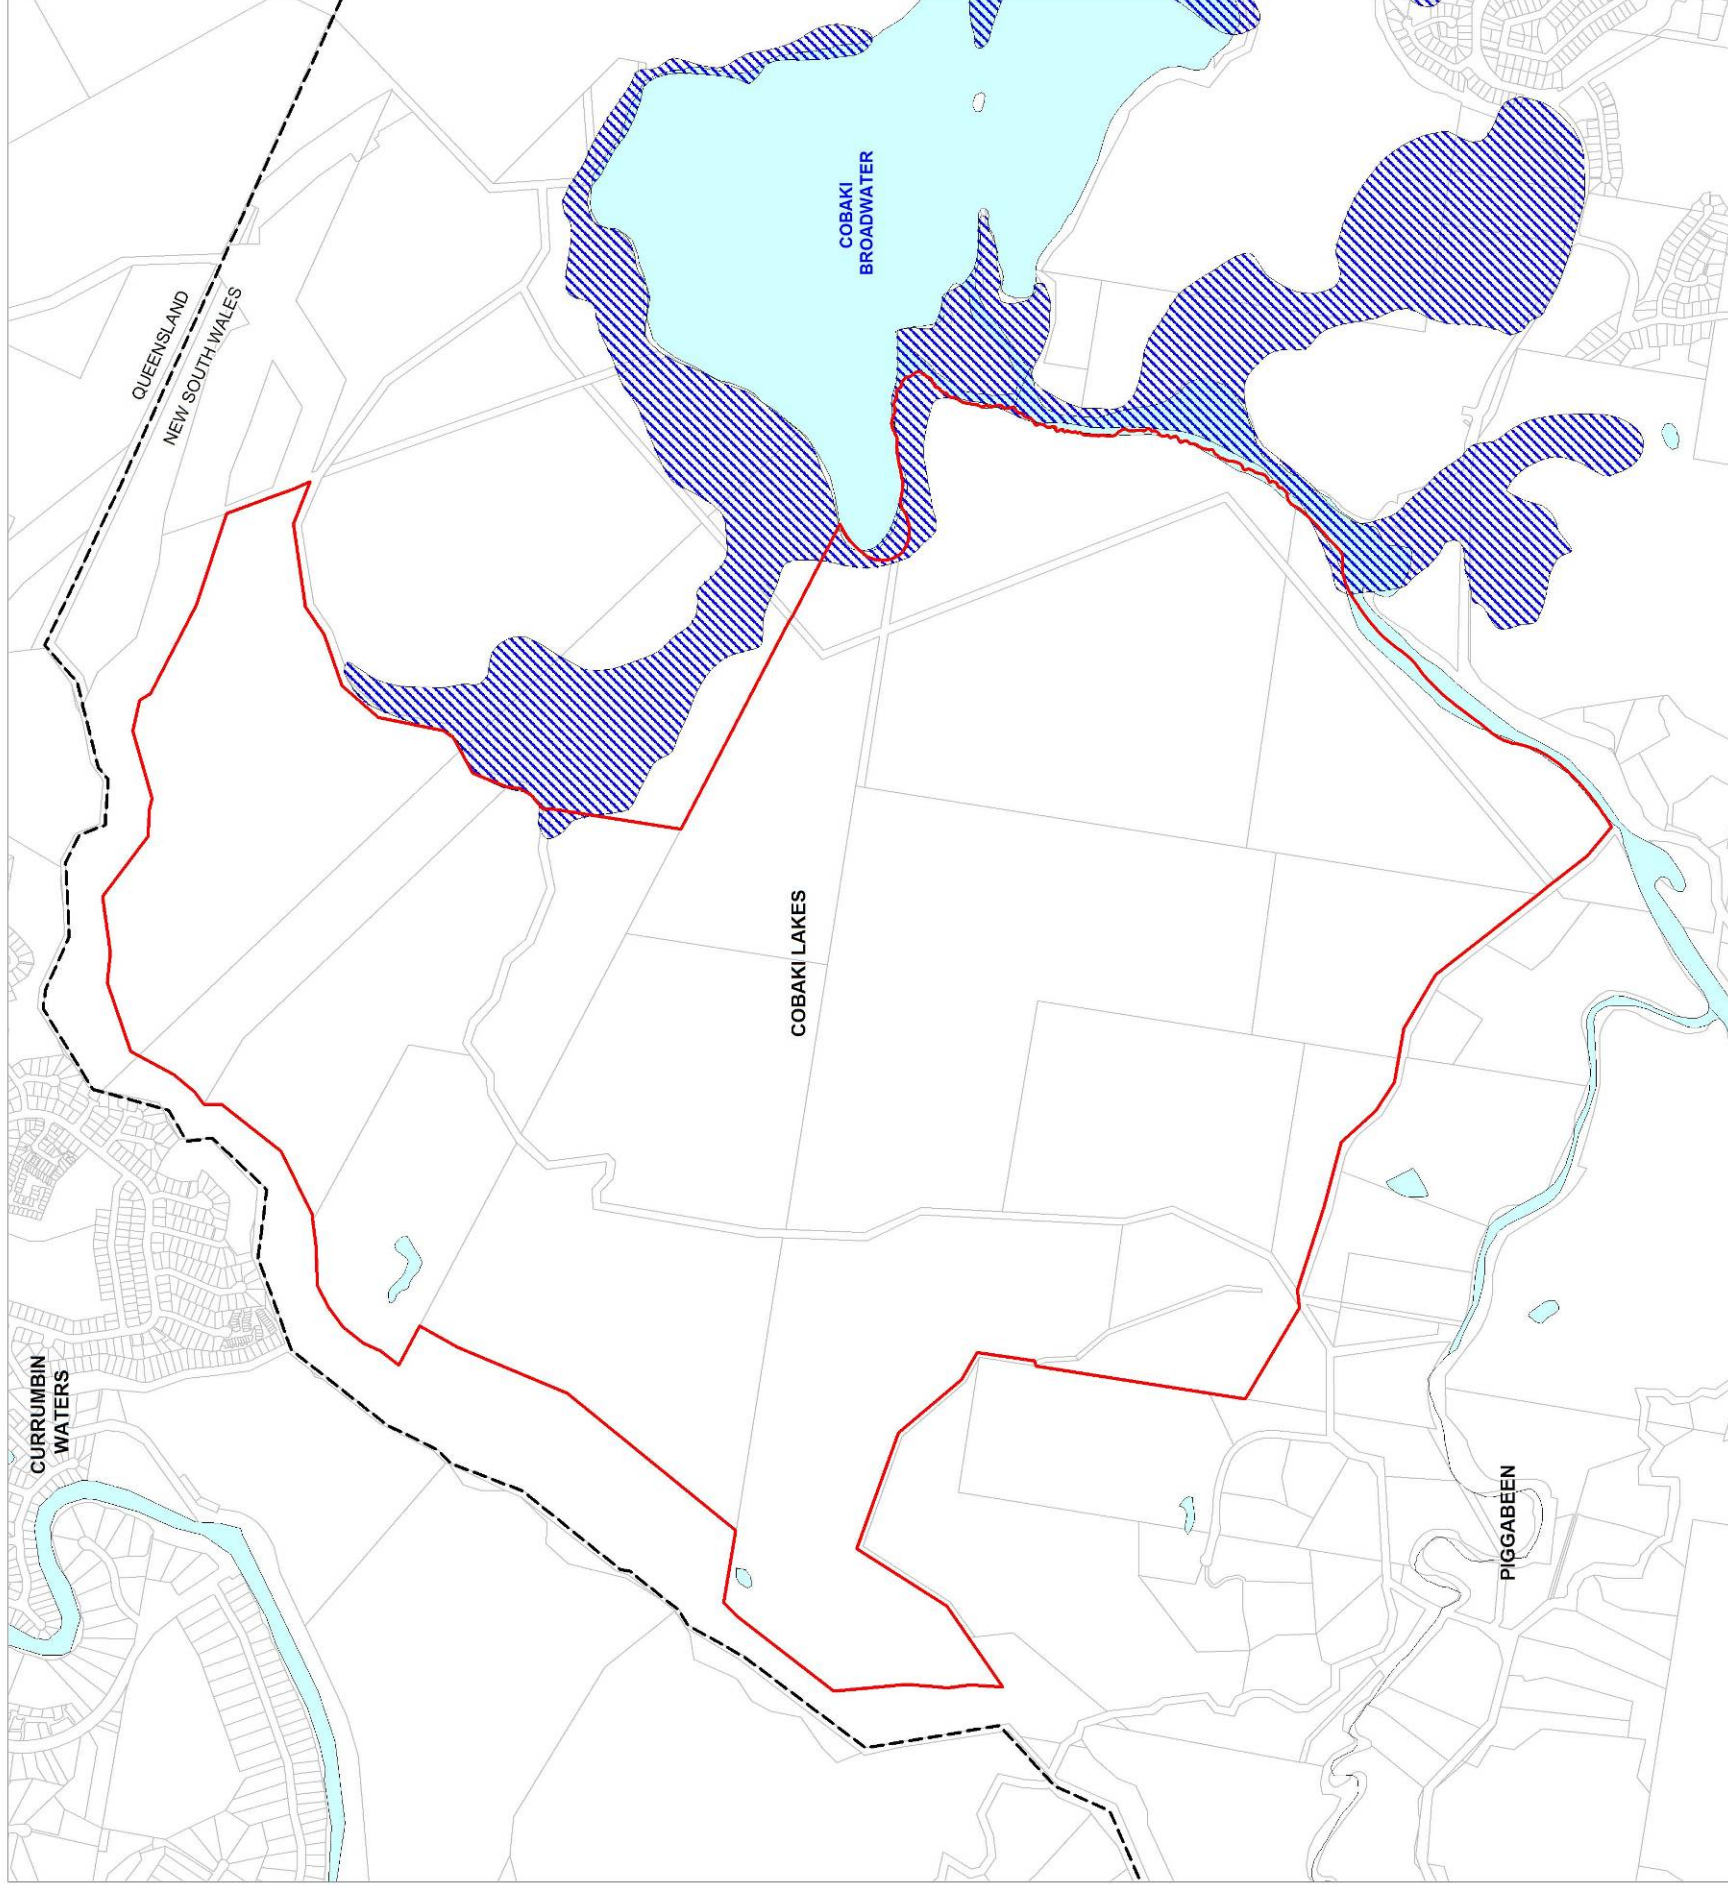 CURRUMBIN
WATERS
QUEENSLAND
NEW SOUTH WALES
COBAKI LAKES
COBAKI
BROADWATER
PIGGABEEN